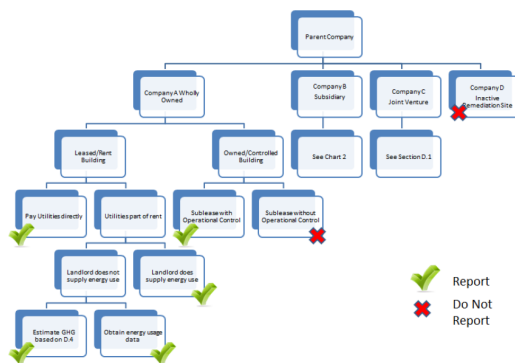 Parent Company
Company A Wholly
Owned
Company B
Subsidiary
Company C
Joint Venture
Company D
Inactive
Remediation Site
Leased/Rent
Building
Owned/Controlled
Building
See Chart 2
See Section D.1
Pay Utilities directly
Utilities part of rent
Sublease with
Operational Control
Sublease without
Operational Control
Landlord does not
supply energy use
Landlord does
supply energy use
Estimate GHG
based on D.4
Obtain energy usage
data
Report
Do Not
Report